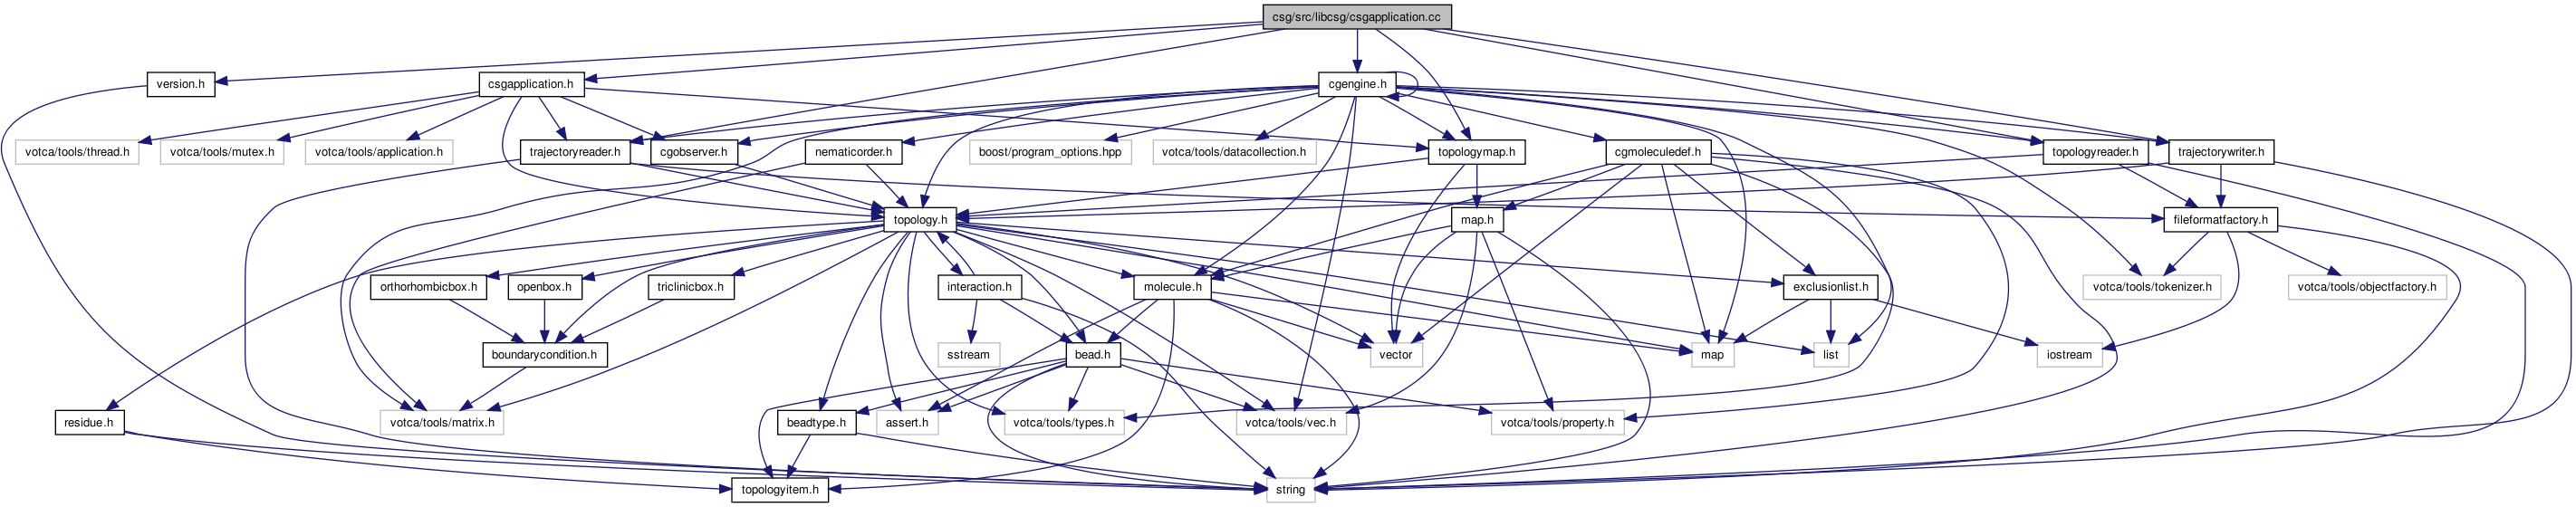 csg/src/libcsg/csgapplication.cc
version.h
csgapplication.h
cgengine.h
votca/tools/thread.h
votca/tools/mutex.h
votca/tools/application.h
trajectoryreader.h
cgobserver.h
nematicorder.h
boost/program_options.hpp
votca/tools/datacollection.h
topologymap.h
cgmoleculedef.h
topologyreader.h
trajectorywriter.h
topology.h
map.h
fileformatfactory.h
orthorhombicbox.h
openbox.h
triclinicbox.h
interaction.h
molecule.h
exclusionlist.h
votca/tools/tokenizer.h
votca/tools/objectfactory.h
boundarycondition.h
sstream
bead.h
vector
map
list
iostream
residue.h
votca/tools/matrix.h
beadtype.h
assert.h
votca/tools/types.h
votca/tools/vec.h
votca/tools/property.h
topologyitem.h
string